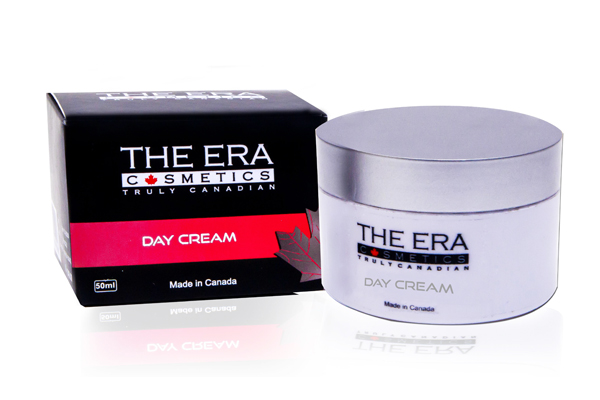 THE ERA
COSMETICS
TRULY CANADIAN
DAY CREAM
50ml
Made in Canada
THE ERA
COSMETICS
TRULY CANADIAN
DAY CREAM
Made in Canada